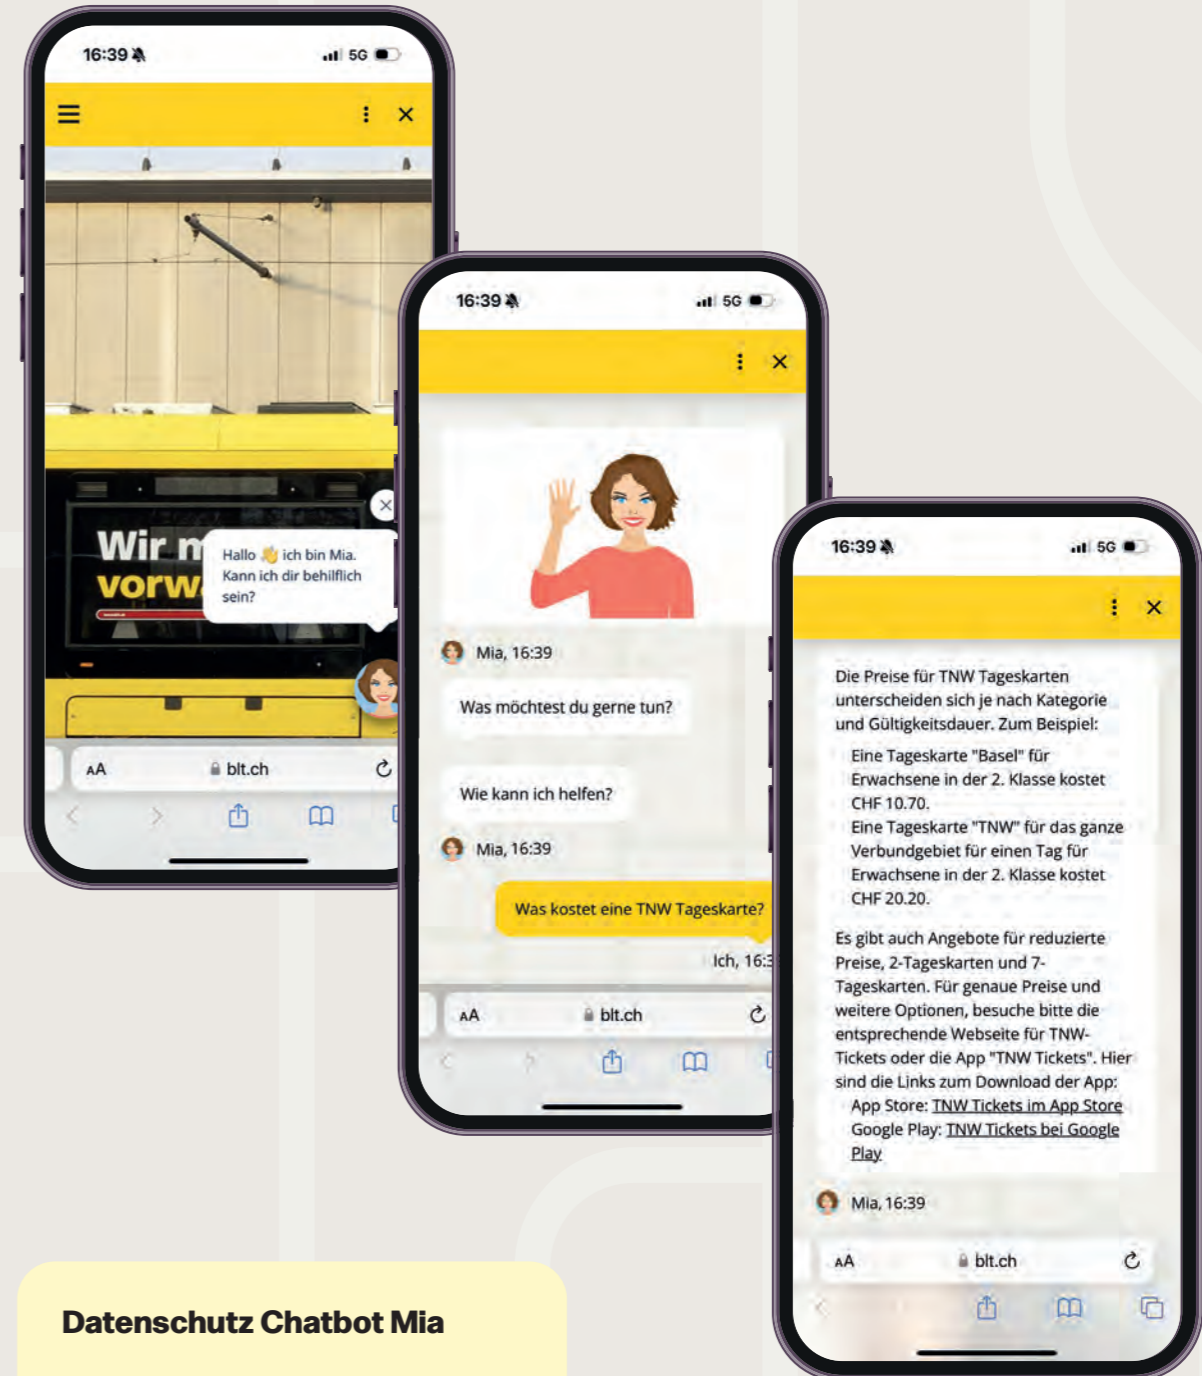 16:39
5G
Wir m
vorw
Hallo 👋 ich bin Mia.
Kann ich dir behilflich
sein?
AA
blt.ch
16:39
5G
Mia, 16:39
Was möchtest du gerne tun?
Wie kann ich helfen?
Mia, 16:39
Was kostet eine TNW Tageskarte?
Ich, 16:3
AA
blt.ch
16:39
5G
Die Preise für TNW Tageskarten
unterscheiden sich je nach Kategorie
und Gültigkeitsdauer. Zum Beispiel:
Eine Tageskarte "Basel" für
Erwachsene in der 2. Klasse kostet
CHF 10.70.
Eine Tageskarte "TNW" für das ganze
Verbundgebiet für einen Tag für
Erwachsene in der 2. Klasse kostet
CHF 20.20.
Es gibt auch Angebote für reduzierte
Preise, 2-Tageskarten und 7-
Tageskarten. Für genaue Preise und
weitere Optionen, besuche bitte die
entsprechende Webseite für TNW-
Tickets oder die App "TNW Tickets". Hier
sind die Links zum Download der App:
App Store: TNW Tickets im App Store
Google Play: TNW Tickets bei Google
Play
Mia, 16:39
AA
blt.ch
Datenschutz Chatbot Mia